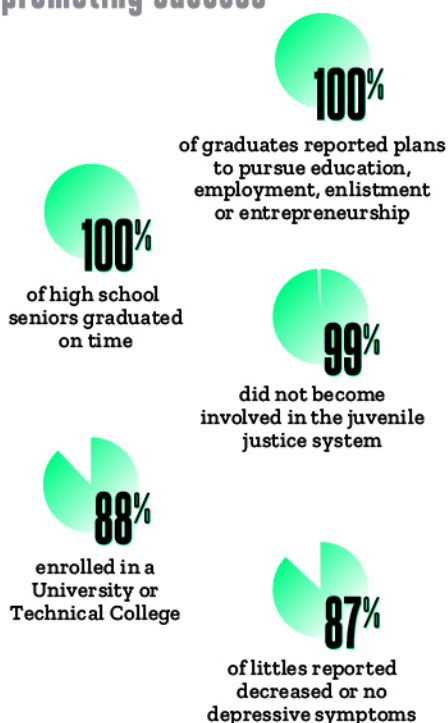 promoting success
100%
of graduates reported plans
to pursue education,
employment, enlistment
or entrepreneurship
100%
of high school
seniors graduated
on time
99%
did not become
involved in the juvenile
justice system
88%
enrolled in a
University or
Technical College
87%
of littles reported
decreased or no
depressive symptoms